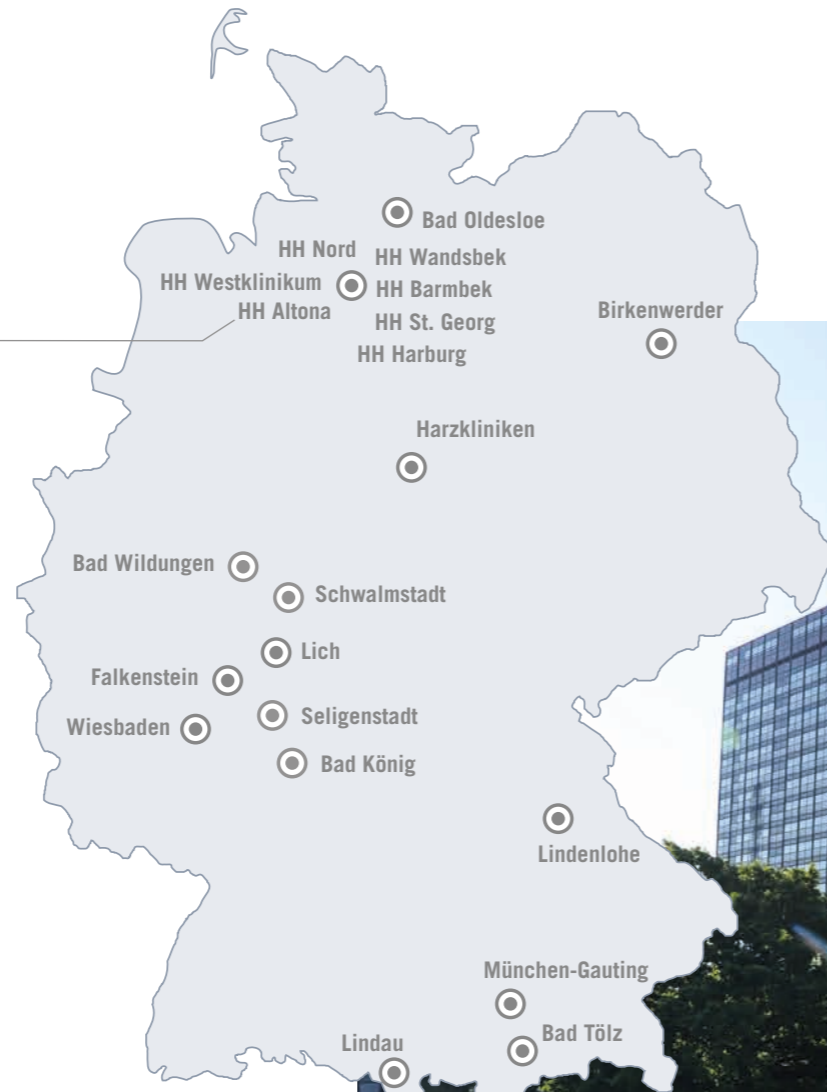 Bad Oldesloe
HH Nord
HH Wandsbek
HH Westklinikum
HH Barmbek
HH Altona
HH St. Georg
HH Harburg
Birkenwerder
Harzkliniken
Bad Wildungen
Schwalmstadt
Lich
Falkenstein
Seligenstadt
Wiesbaden
Bad König
Lindenlohe
München-Gauting
Bad Tölz
Lindau